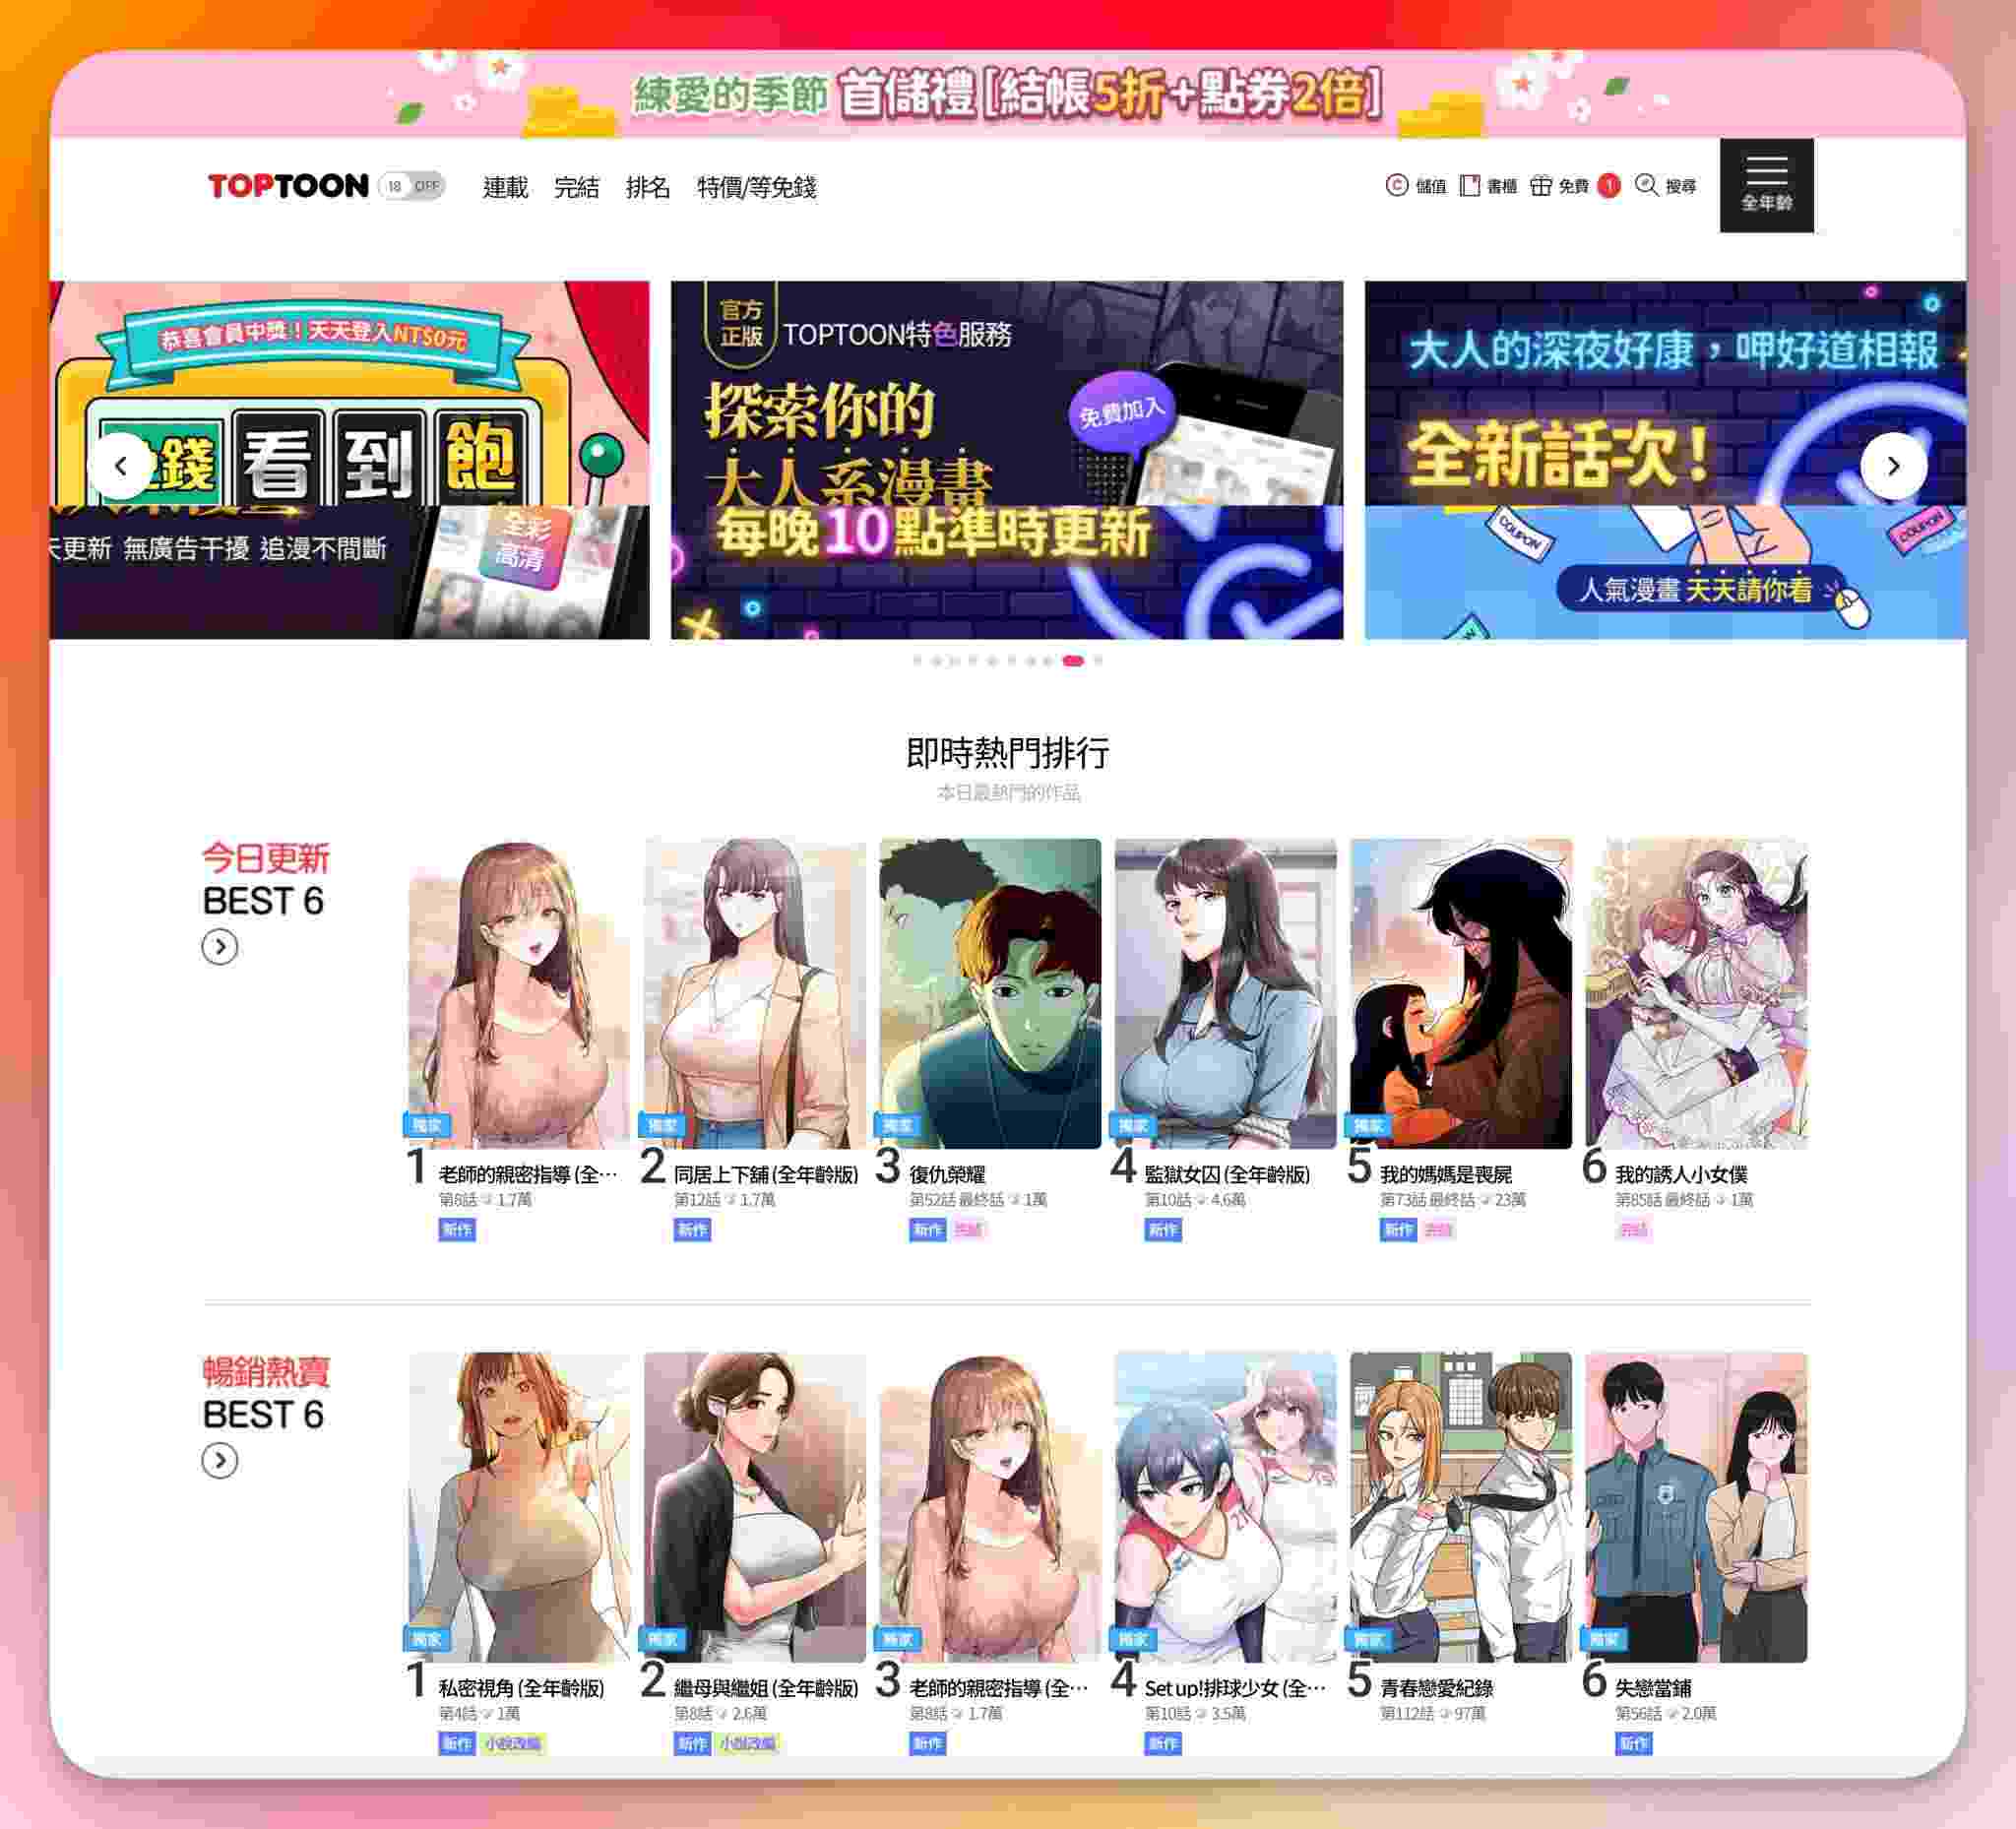 練愛的季節 首儲禮[結帳5折+點券2倍]
TOPTOON 18 OFF 連載 完結 排名 特價/等免錢
儲值 書櫃 免費 1 搜尋
全年齡
恭喜會員中獎！天天登入NT$0元
錢 看 到 飽
天更新 無廣告干擾 追漫不間斷
全彩
高清
官方
正版
TOPTOON特色服務
探索你的
大人系漫畫
免費加入
每晚10點準時更新
大人的深夜好康，呷好道相報
全新話次！
COUPON
COUPON
人氣漫畫 天天請你看
即時熱門排行
本日最熱門的作品
今日更新
BEST 6
獨家
1 老師的親密指導 (全…
第8話 1.7萬
新作
獨家
2 同居上下舖 (全年齡版)
第12話 1.7萬
新作
獨家
3 復仇榮耀
第52話 最終話 1萬
新作 完結
獨家
4 監獄女囚 (全年齡版)
第10話 4.6萬
新作
獨家
5 我的媽媽是喪屍
第73話 最終話 23萬
新作 完結
6 我的誘人小女僕
第85話 最終話 1萬
完結
暢銷熱賣
BEST 6
獨家
1 私密視角 (全年齡版)
第4話 1萬
新作 小說改編
獨家
2 繼母與繼姐 (全年齡版)
第8話 2.6萬
新作 小說改編
獨家
3 老師的親密指導 (全…
第8話 1.7萬
新作
獨家
21
4 Set up!排球少女 (全…
第10話 3.5萬
新作
獨家
5 青春戀愛紀錄
第112話 97萬
獨家
6 失戀當鋪
第56話 2.0萬
新作